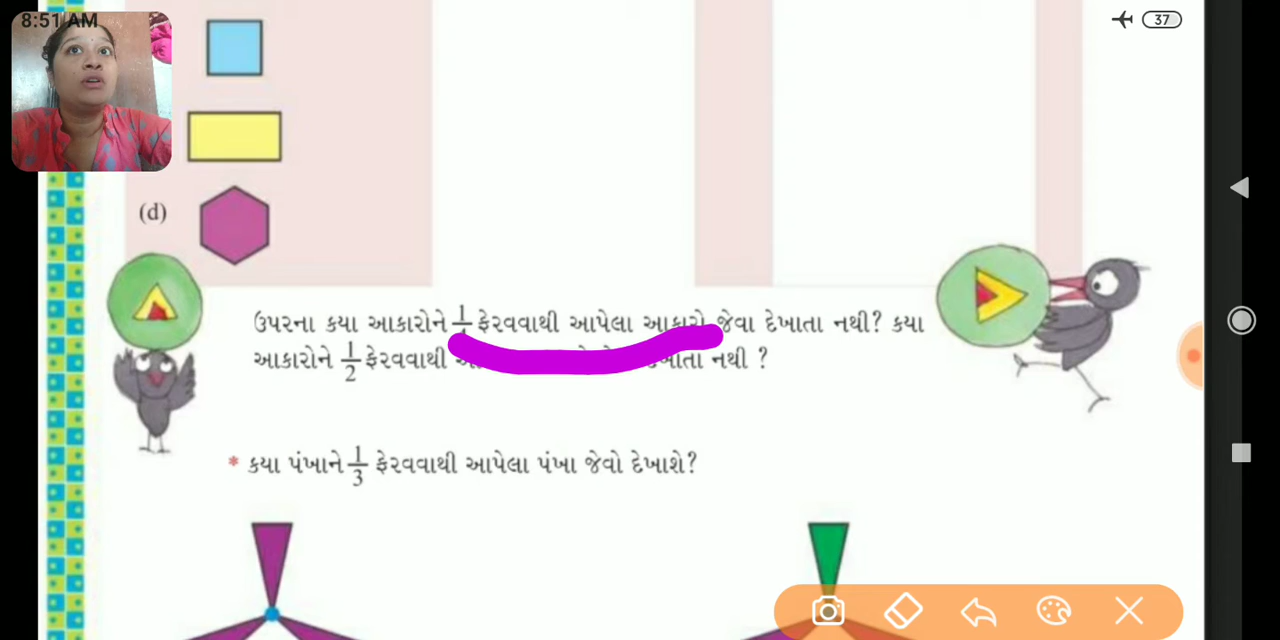 8:51 AM
37
(d)
ઉપરના કયા આકારોને 1/4 ફેરવવાથી આપેલા આકારો જેવા દેખાતા નથી? કયા
આકારોને 1/2 ફેરવવાથી નથી ?
* કયા પંખાને 1/3 ફેરવવાથી આપેલા પંખા જેવો દેખાશે?